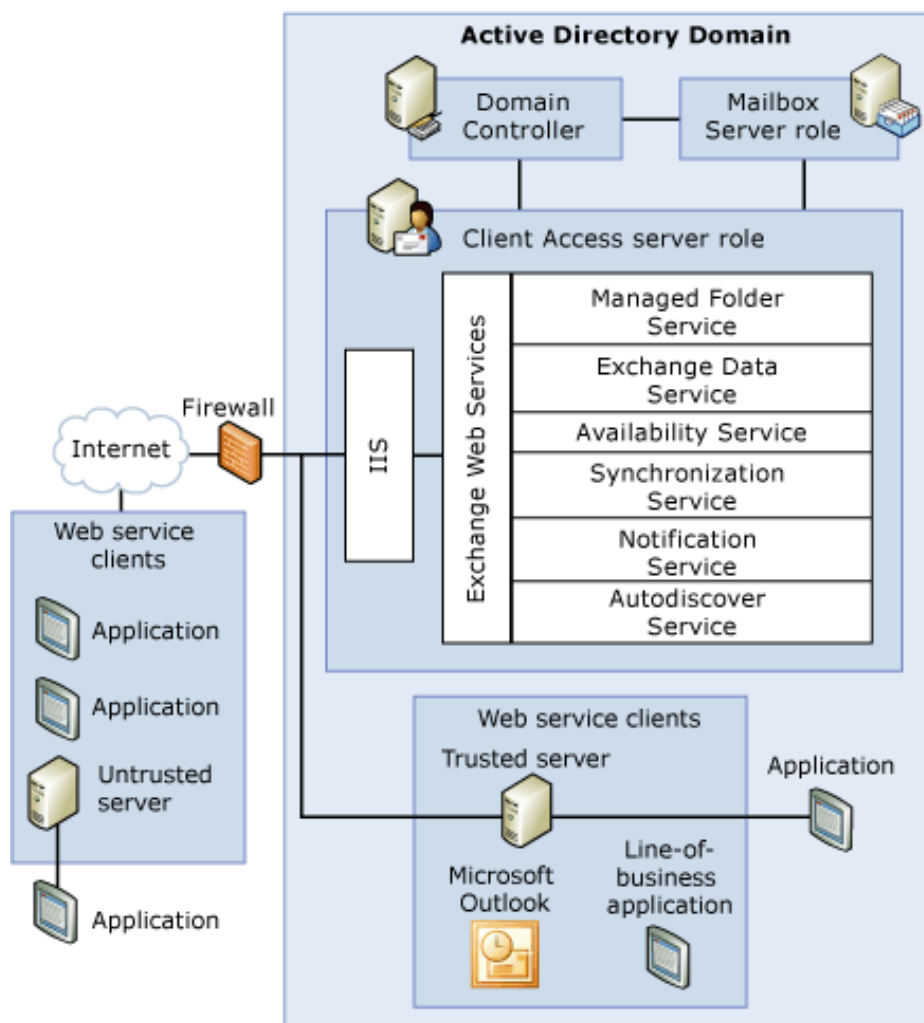 Active Directory Domain
Domain
Controller
Mailbox
Server role
Client Access server role
Exchange Web Services
Managed Folder
Service
Exchange Data
Service
Availability Service
Synchronization
Service
Notification
Service
Autodiscover
Service
IIS
Firewall
Internet
Web service
clients
Application
Application
Untrusted
server
Application
Web service clients
Trusted server
Application
Microsoft
Outlook
Line-of-
business
application